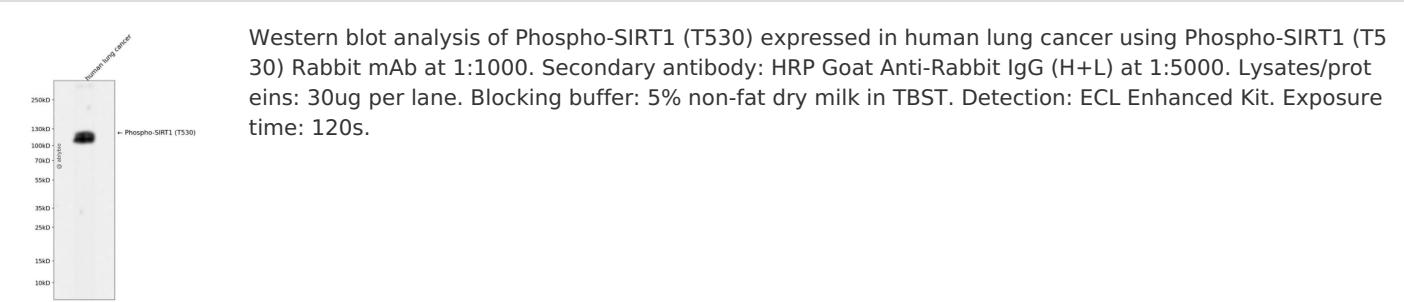 human lung cancer
250kD
130kD
100kD
70kD
55kD
35kD
25kD
15kD
10kD
← Phospho-SIRT1 (T530)
@ abybio
Western blot analysis of Phospho-SIRT1 (T530) expressed in human lung cancer using Phospho-SIRT1 (T5
30) Rabbit mAb at 1:1000. Secondary antibody: HRP Goat Anti-Rabbit IgG (H+L) at 1:5000. Lysates/prot
eins: 30ug per lane. Blocking buffer: 5% non-fat dry milk in TBST. Detection: ECL Enhanced Kit. Exposure
time: 120s.